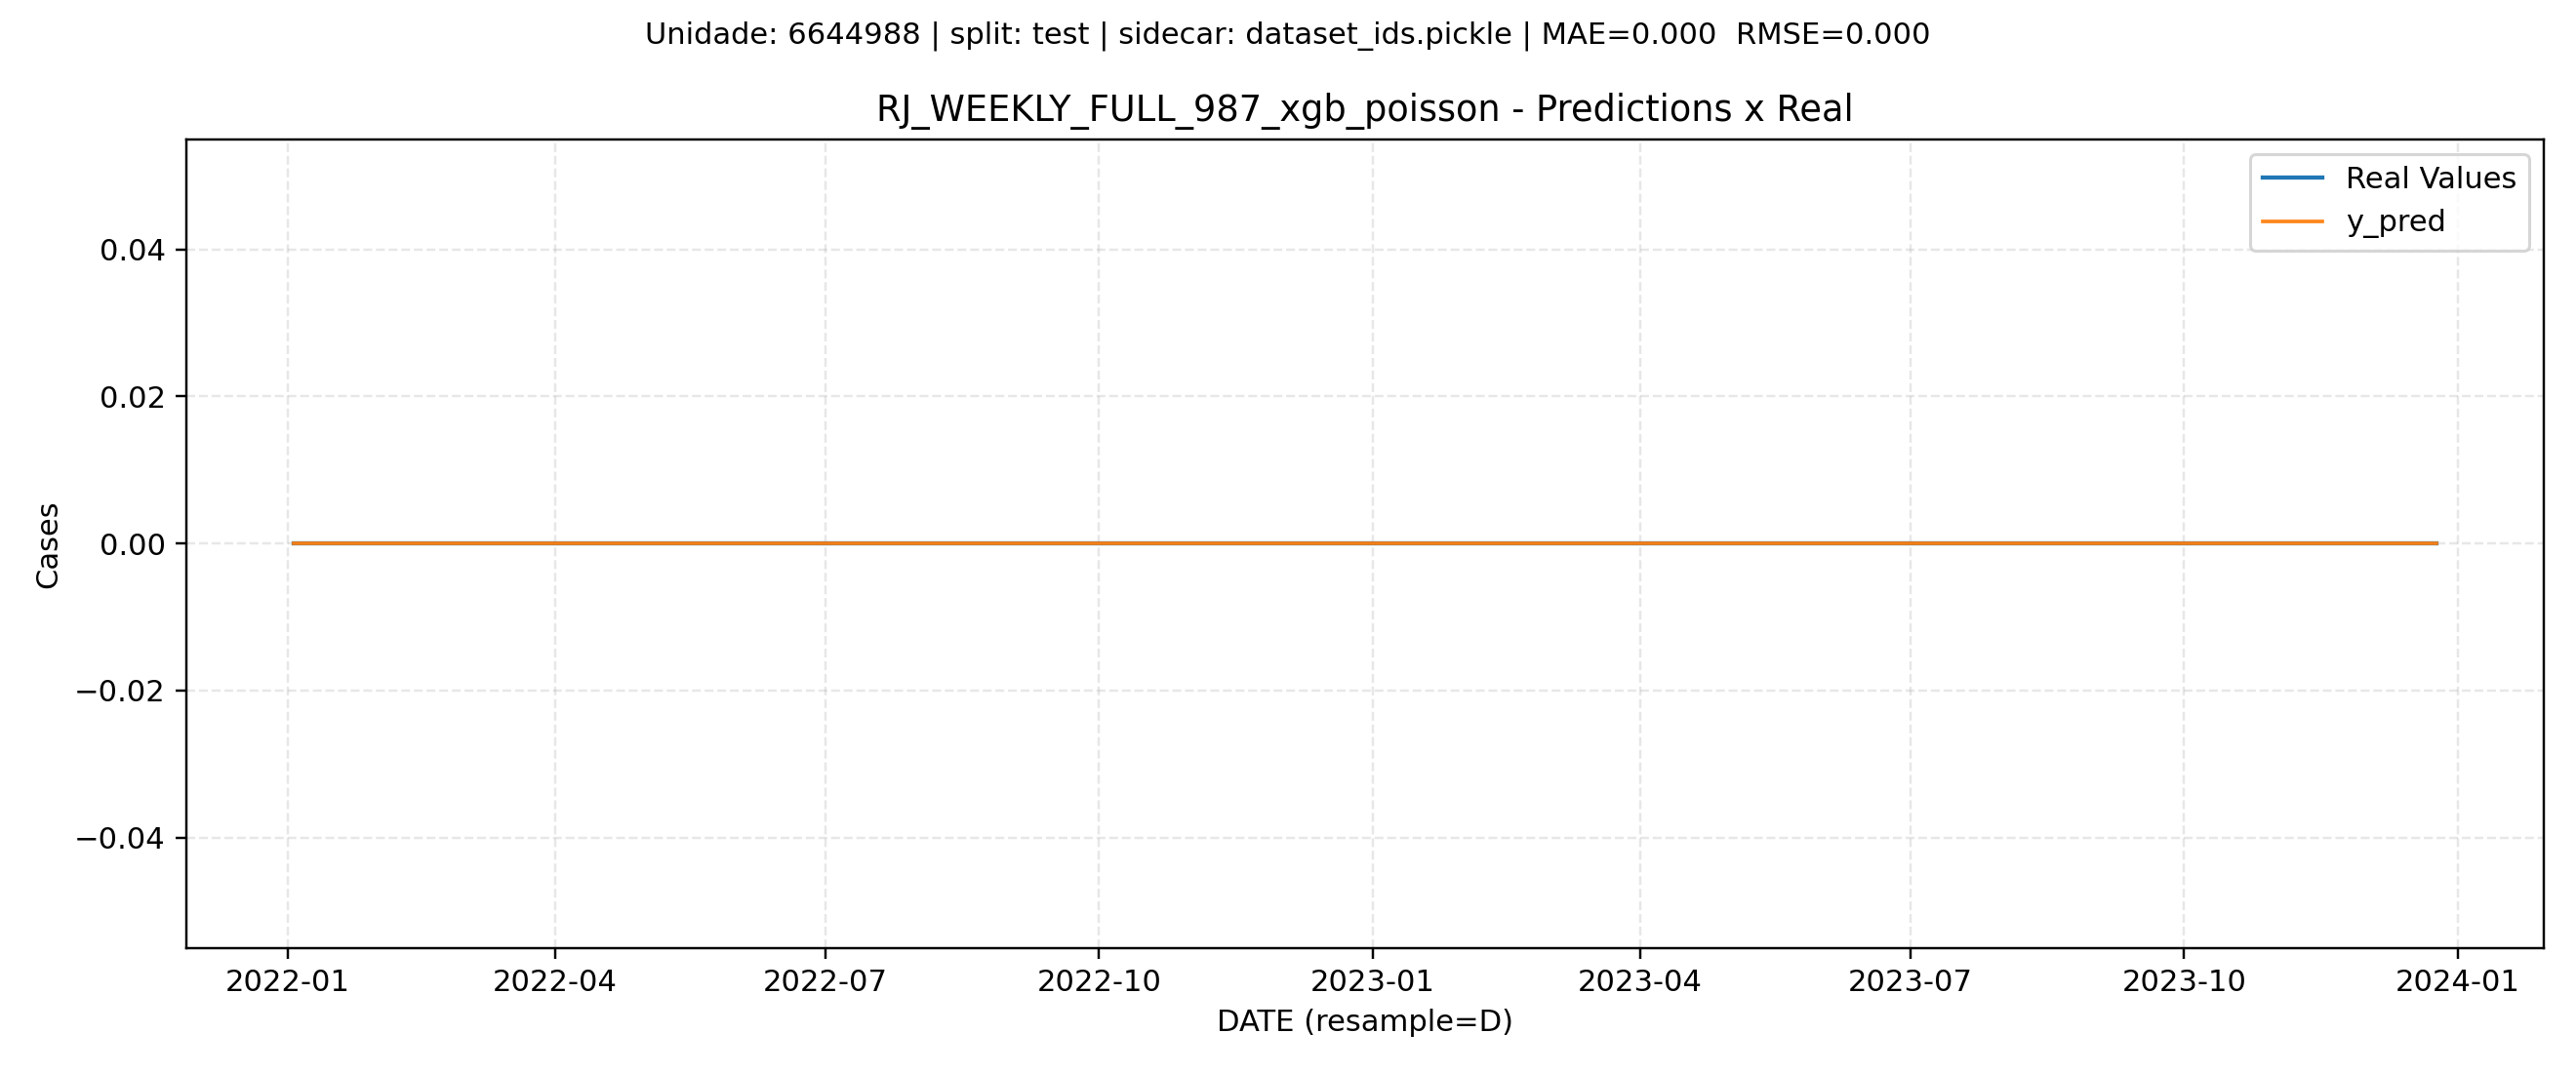 Unidade: 6644988 | split: test | sidecar: dataset_ids.pickle | MAE=0.000  RMSE=0.000
RJ_WEEKLY_FULL_987_xgb_poisson - Predictions x Real
Real Values
y_pred
0.04
0.02
0.00
−0.02
−0.04
Cases
2022-01
2022-04
2022-07
2022-10
2023-01
2023-04
2023-07
2023-10
2024-01
DATE (resample=D)